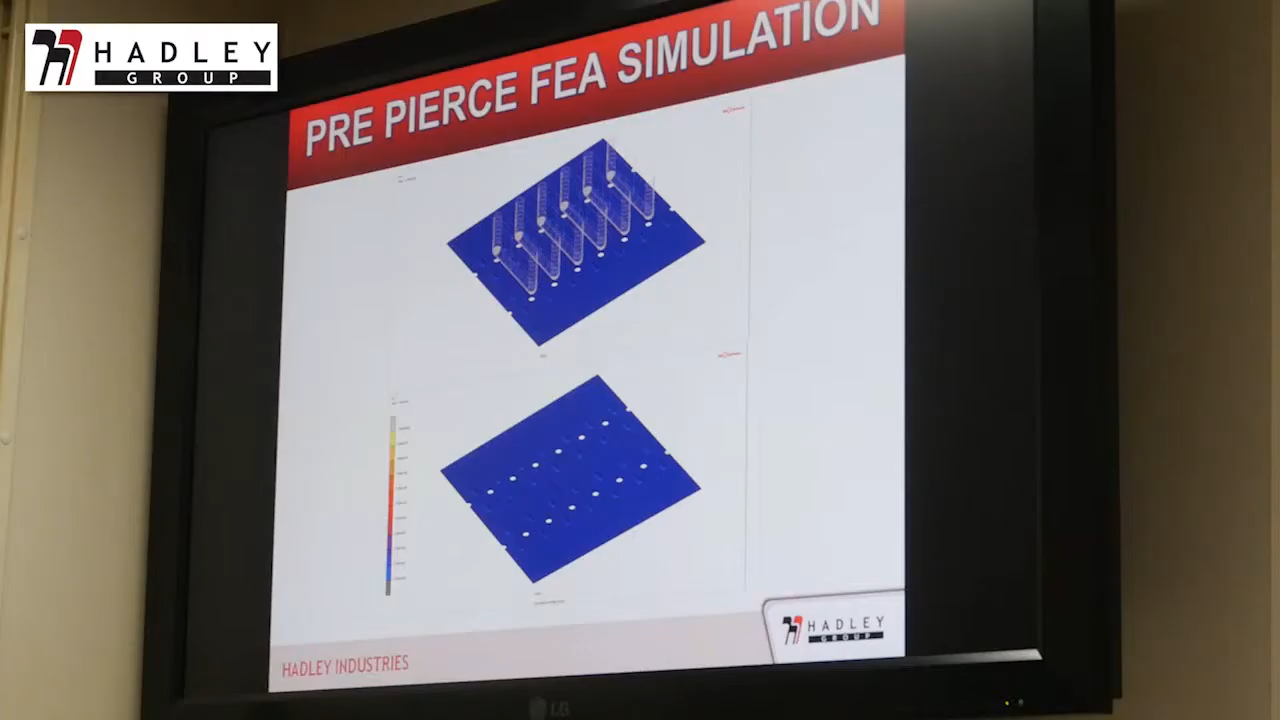 HADLEY
GROUP
PRE PIERCE FEA SIMULATION
HADLEY INDUSTRIES
HADLEY
GROUP
LG